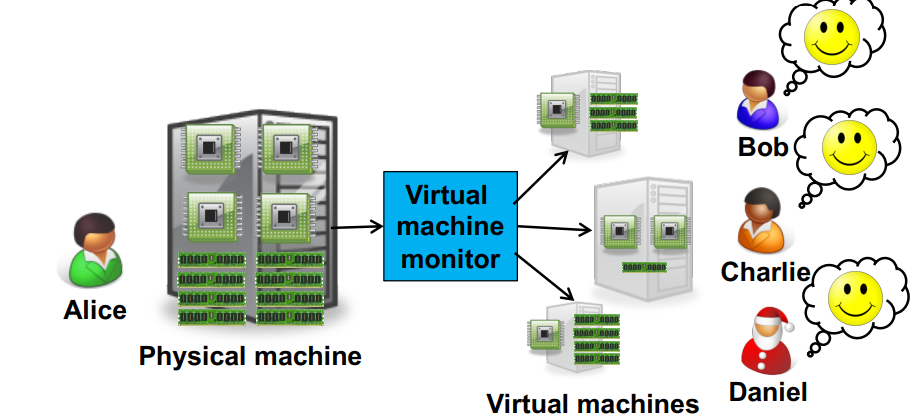 Alice
Physical machine
Virtual
machine
monitor
Virtual machines
Bob
Charlie
Daniel